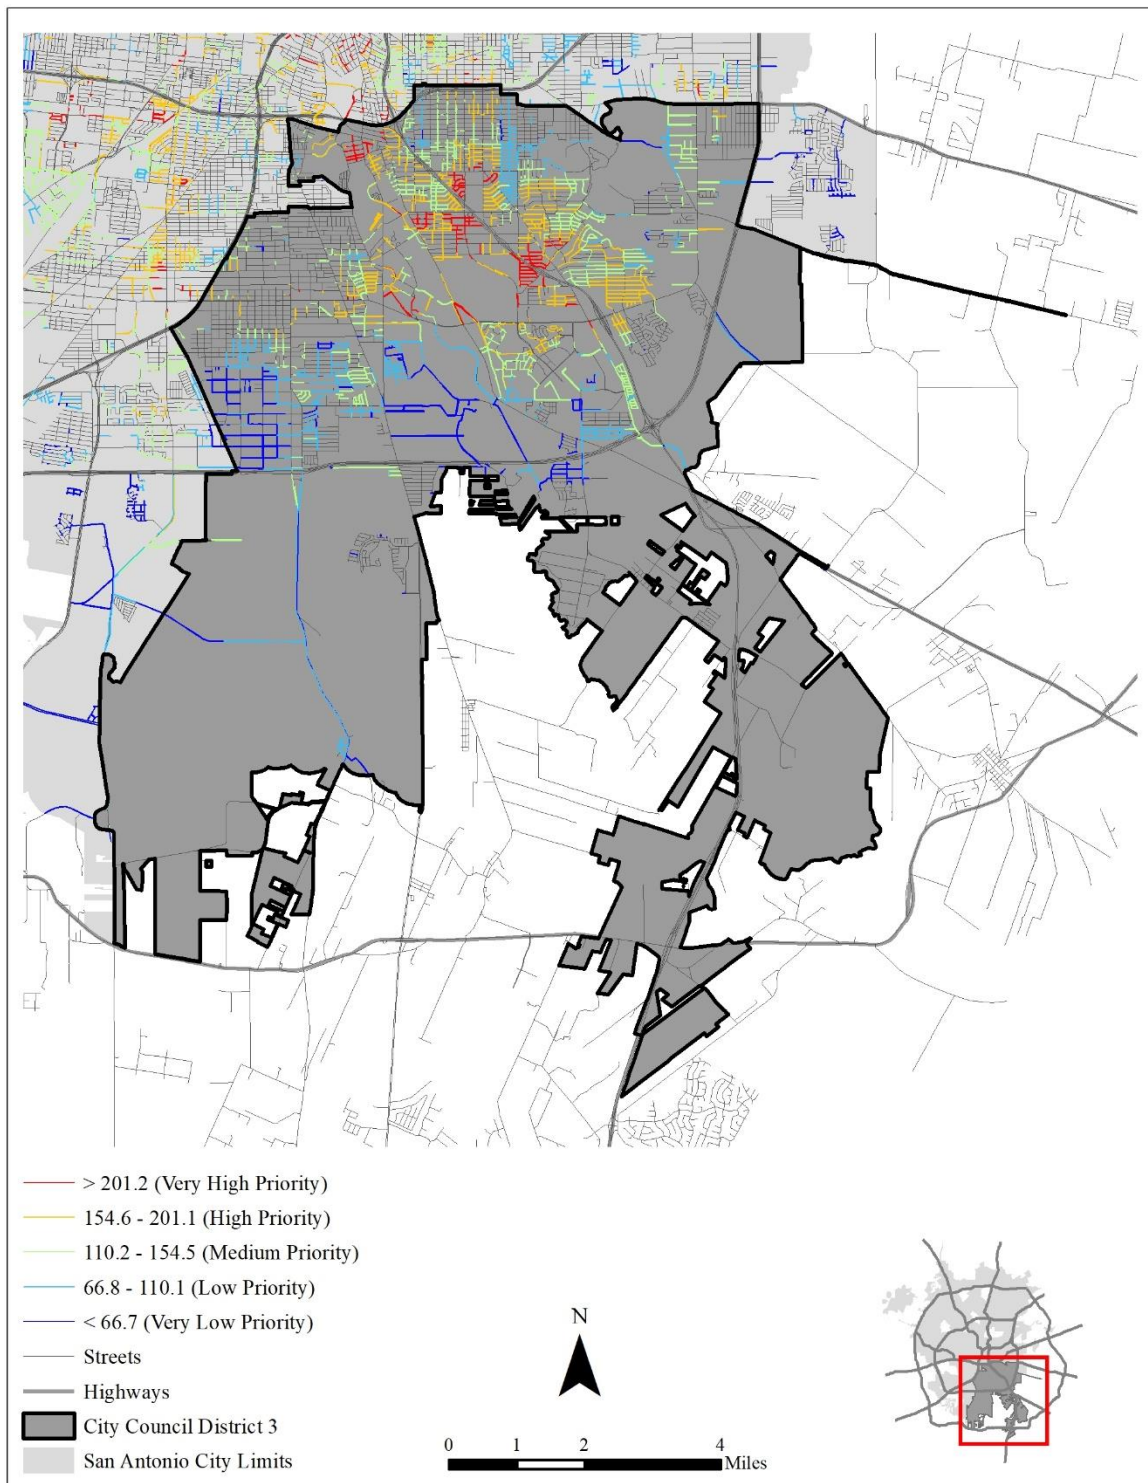 > 201.2 (Very High Priority)
154.6 - 201.1 (High Priority)
110.2 - 154.5 (Medium Priority)
66.8 - 110.1 (Low Priority)
< 66.7 (Very Low Priority)
Streets
Highways
City Council District 3
San Antonio City Limits
N
0 1 2 4
Miles